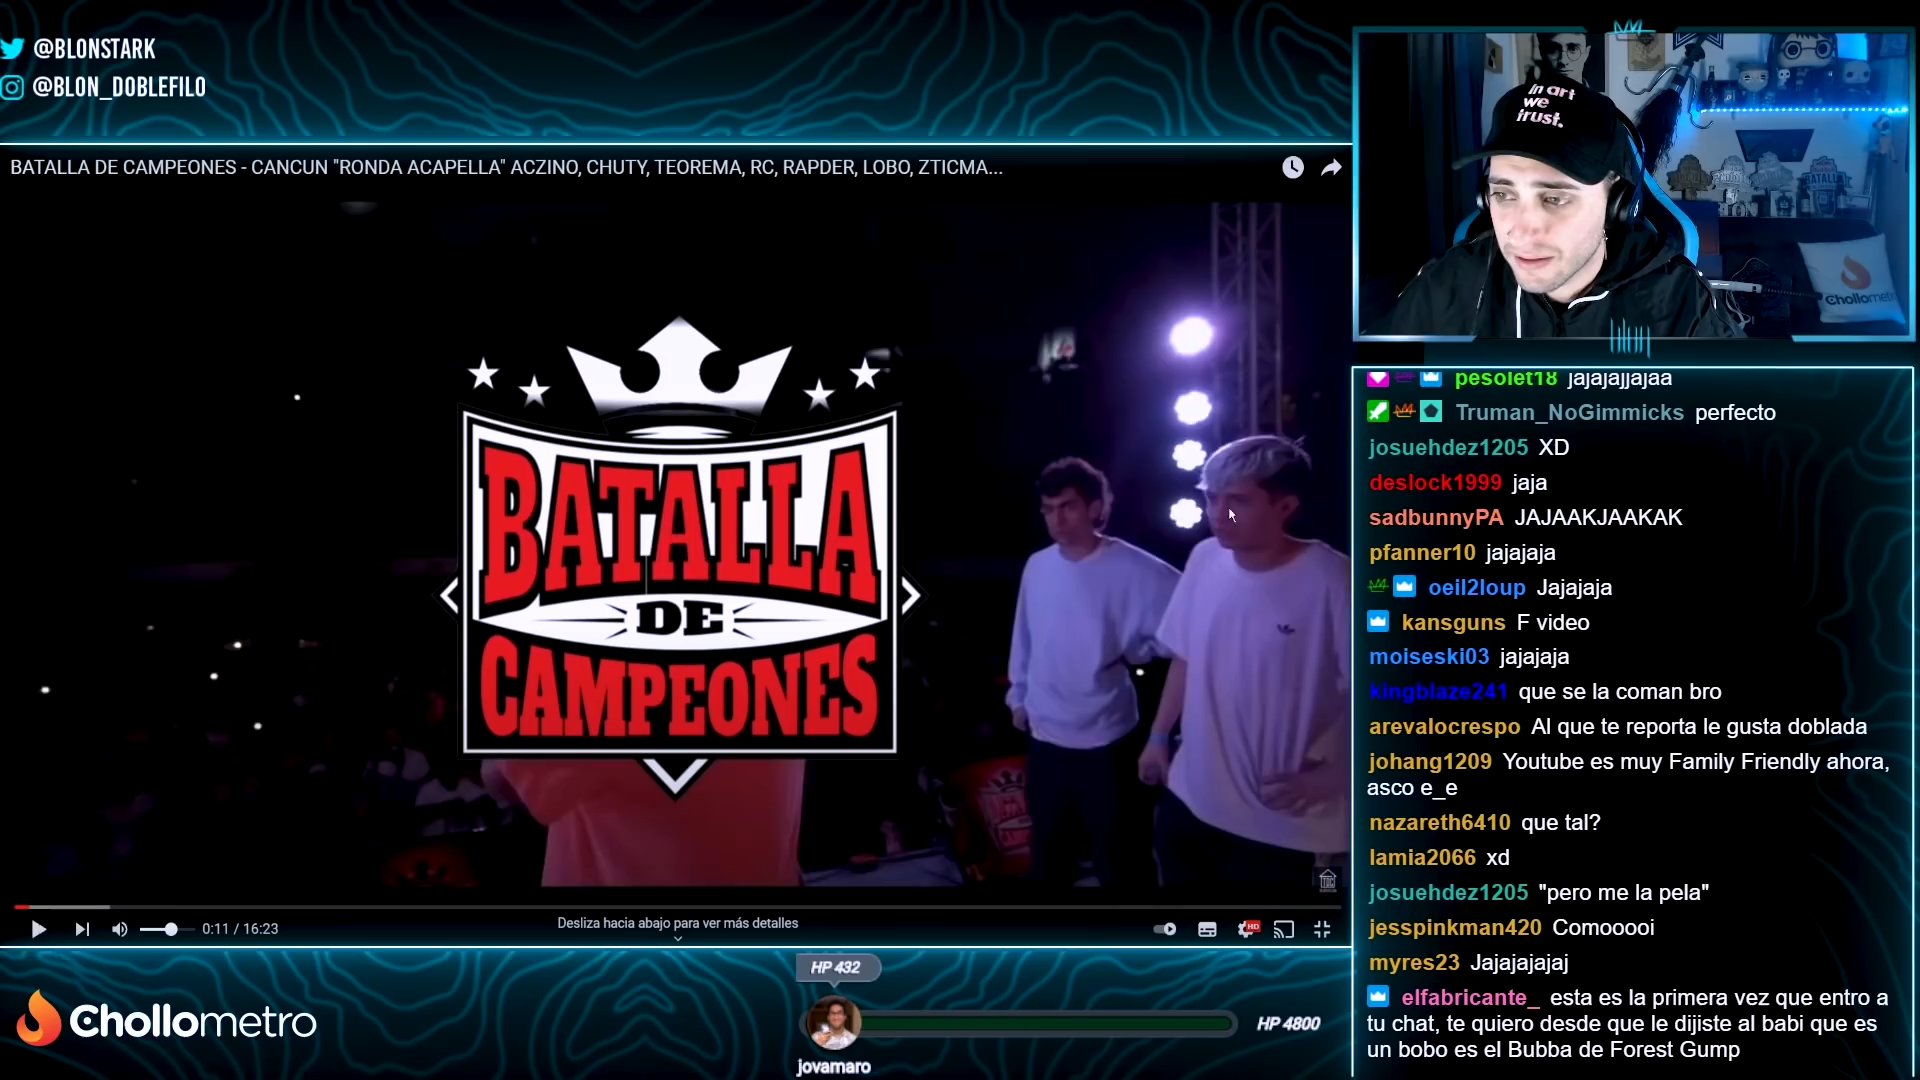 @BLONSTARK
@BLON_DOBLEFILO
BATALLA DE CAMPEONES - CANCUN "RONDA ACAPELLA" ACZINO, CHUTY, TEOREMA, RC, RAPDER, LOBO, ZTICMA...
BATALLA
DE
CAMPEONES
0:11 / 16:23
Desliza hacia abajo para ver más detalles
HD
Chollometro
HP 432
HP 4800
jovamaro
In art
we
trust.
BATALLA
Chollometro
pesolet18 jajajajjajaa
Truman_NoGimmicks perfecto
josuehdez1205 XD
deslock1999 jaja
sadbunnyPA JAJAAKJAAKAK
pfanner10 jajajaja
oeil2loup Jajajaja
kansguns F video
moiseski03 jajajaja
kingblaze241 que se la coman bro
arevalocrespo Al que te reporta le gusta doblada
johang1209 Youtube es muy Family Friendly ahora,
asco e_e
nazareth6410 que tal?
lamia2066 xd
josuehdez1205 "pero me la pela"
jesspinkman420 Comooooi
myres23 Jajajajajaj
elfabricante_ esta es la primera vez que entro a
tu chat, te quiero desde que le dijiste al babi que es
un bobo es el Bubba de Forest Gump